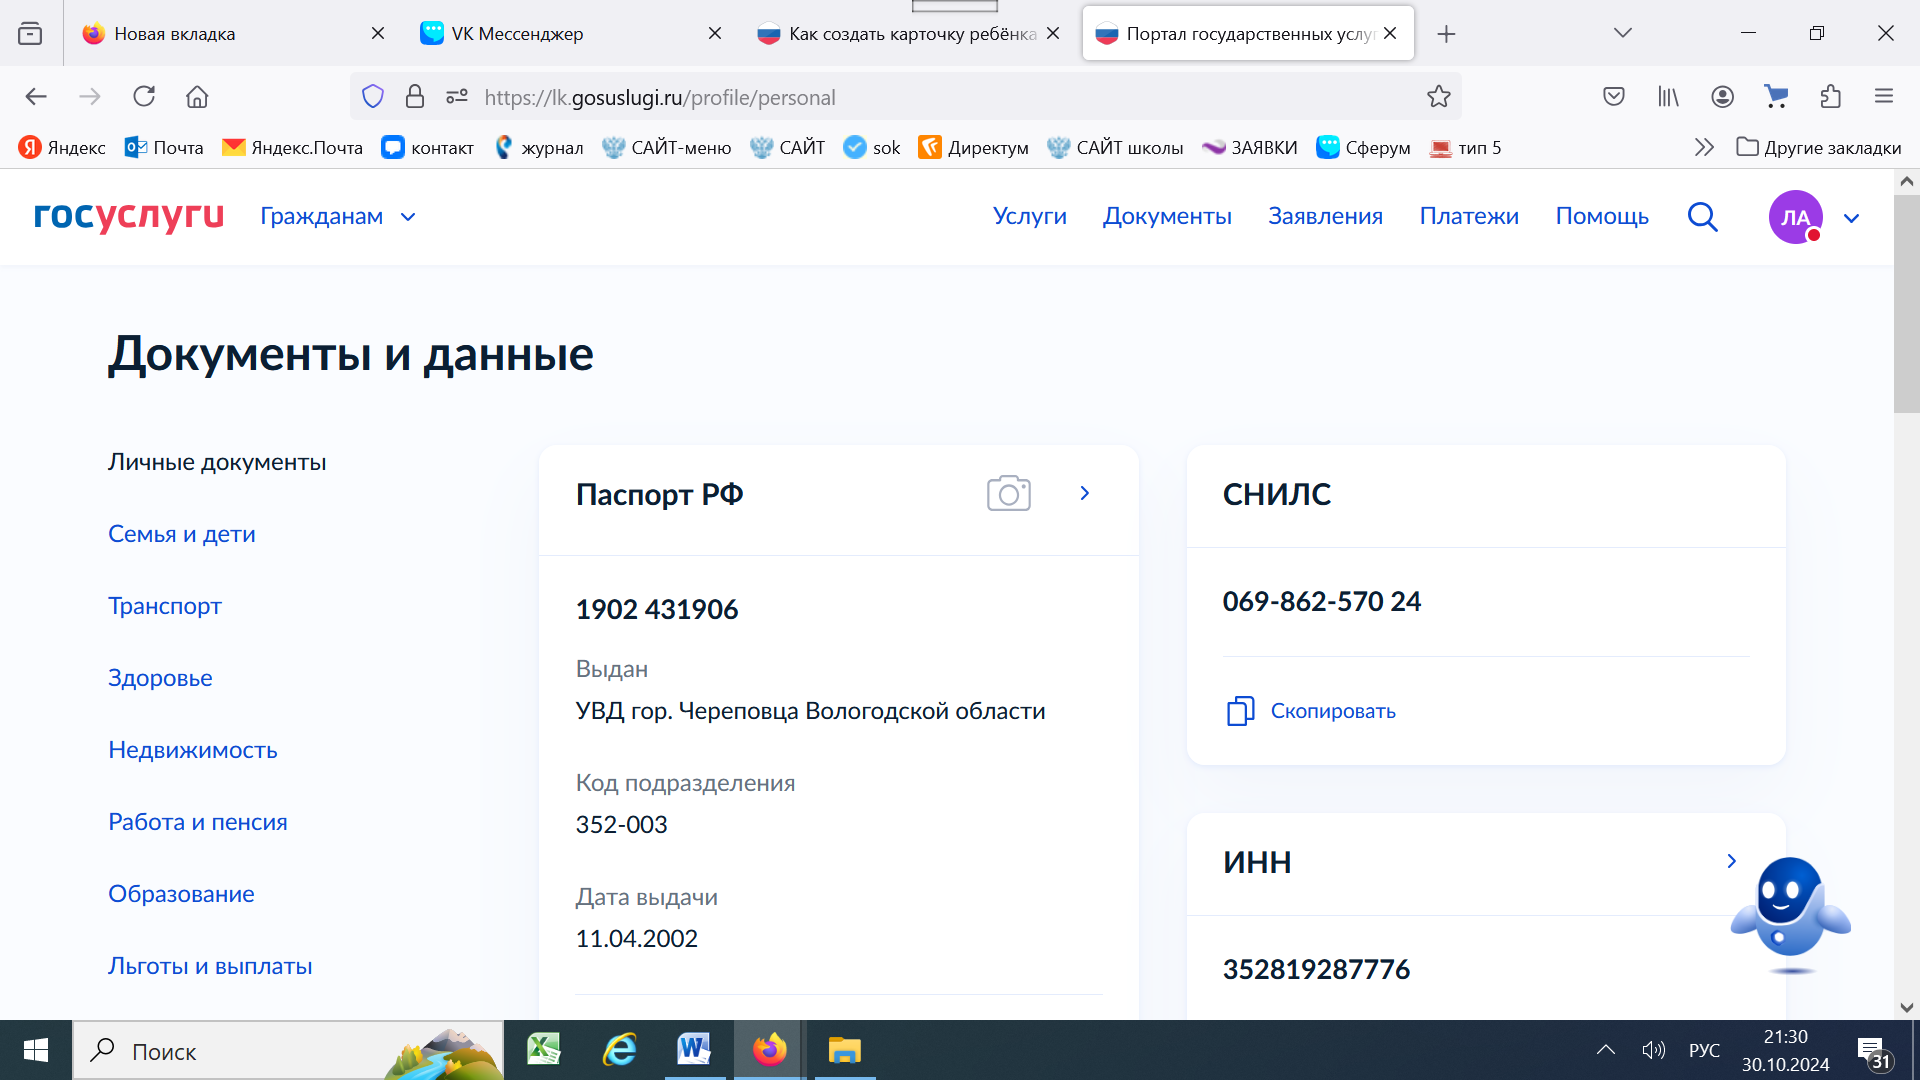 Новая вкладка
VK Мессенджер
Как создать карточку ребёнка
Портал государственных услуг
https://lk.gosuslugi.ru/profile/personal
Яндекс
Почта
Яндекс.Почта
контакт
журнал
САЙТ-меню
САЙТ
sok
Директум
САЙТ школы
ЗАЯВКИ
Сферум
тип 5
Другие закладки
госуслуги
Гражданам
Услуги
Документы
Заявления
Платежи
Помощь
ЛА
Документы и данные
Личные документы
Семья и дети
Транспорт
Здоровье
Недвижимость
Работа и пенсия
Образование
Льготы и выплаты
Паспорт РФ
1902 431906
Выдан
УВД гор. Череповца Вологодской области
Код подразделения
352-003
Дата выдачи
11.04.2002
СНИЛС
069-862-570 24
Скопировать
ИНН
352819287776
Поиск
РУС
21:30
30.10.2024
31